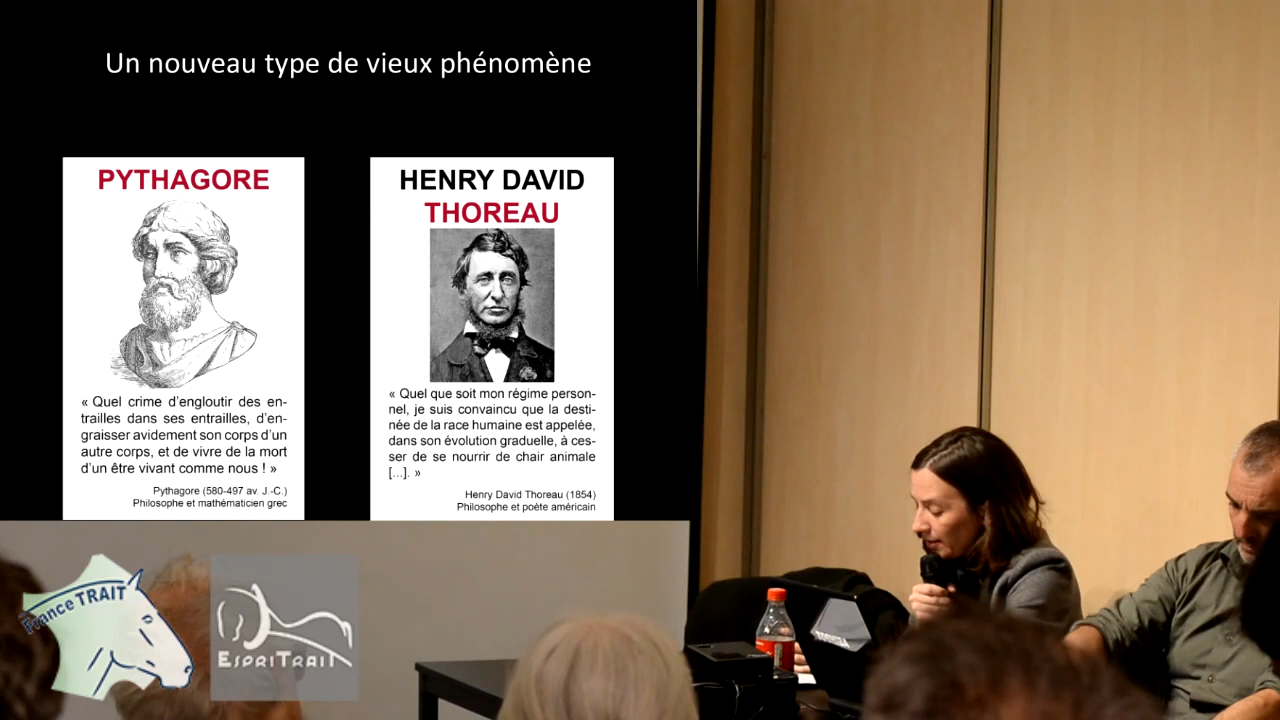 Un nouveau type de vieux phénomène
PYTHAGORE
« Quel crime d'engloutir des en-
trailles dans ses entrailles, d'en-
graisser avidement son corps d'un
autre corps, et de vivre de la mort
d'un être vivant comme nous ! »
Pythagore (580-497 av. J.-C.)
Philosophe et mathématicien grec
HENRY DAVID
THOREAU
« Quel que soit mon régime person-
nel, je suis convaincu que la desti-
née de la race humaine est appelée,
dans son évolution graduelle, à ces-
ser de se nourrir de chair animale
[...]. »
Henry David Thoreau (1854)
Philosophe et poète américain
France TRAIT
ESPRITRAIT